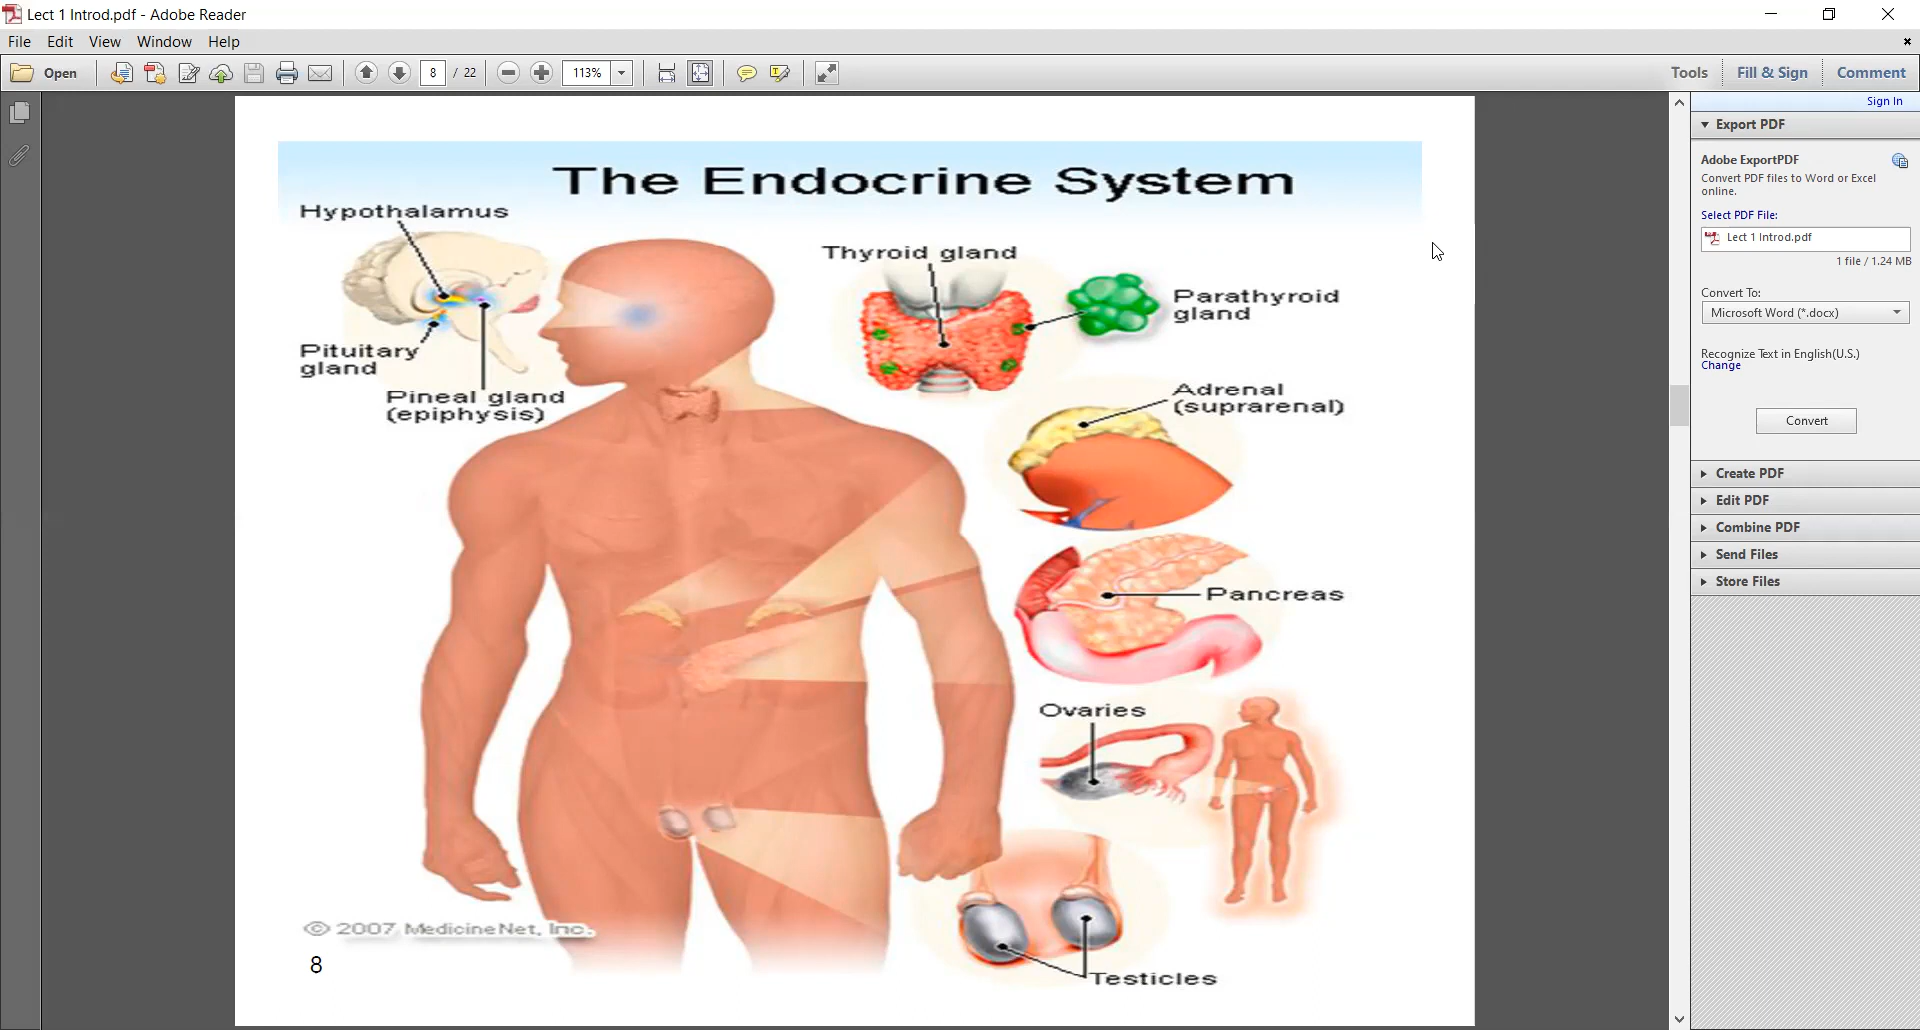 Lect 1 Introd.pdf - Adobe Reader
File Edit View Window Help
Open 8 / 22 113% Tools Fill & Sign Comment
Sign In
Export PDF
Adobe ExportPDF
Convert PDF files to Word or Excel
online.
Select PDF File:
Lect 1 Introd.pdf
1 file / 1.24 MB
Convert To:
Microsoft Word (*.docx)
Recognize Text in English(U.S.)
Change
Convert
Create PDF
Edit PDF
Combine PDF
Send Files
Store Files
The Endocrine System
Hypothalamus
Pituitary
gland
Pineal gland
(epiphysis)
Thyroid gland
Parathyroid
gland
Adrenal
(suprarenal)
Pancreas
Ovaries
Testicles
© 2007 MedicineNet, Inc.
8